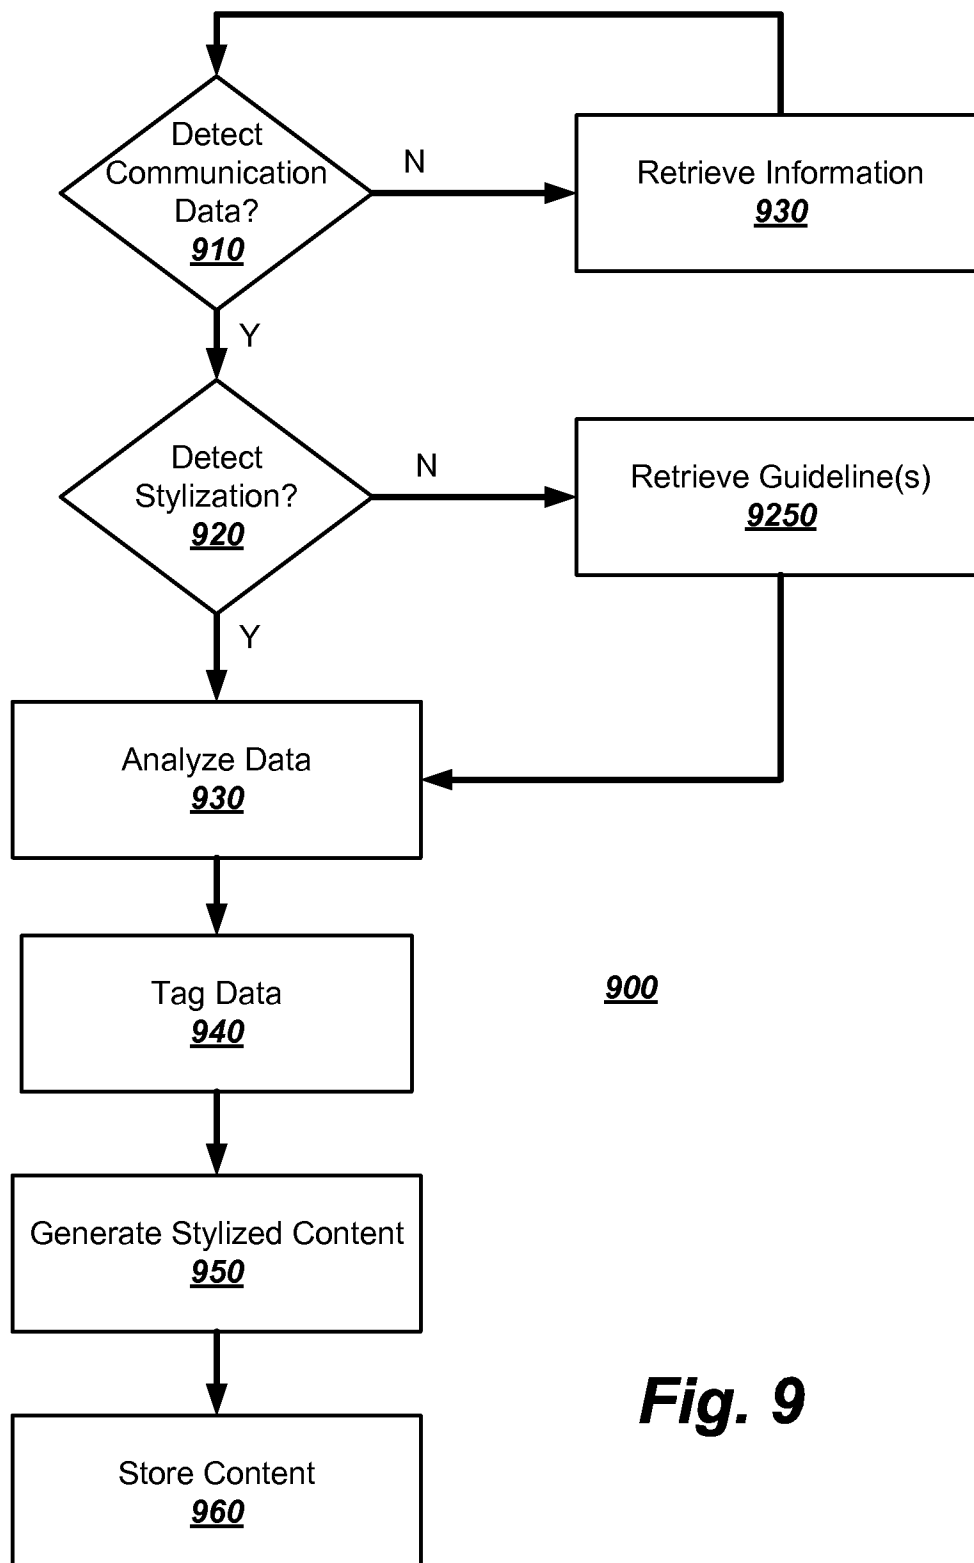 Detect
Communication
Data?
910
N
Retrieve Information
930
Y
Detect
Stylization?
920
N
Retrieve Guideline(s)
9250
Y
Analyze Data
930
Tag Data
940
900
Generate Stylized Content
950
Fig. 9
Store Content
960